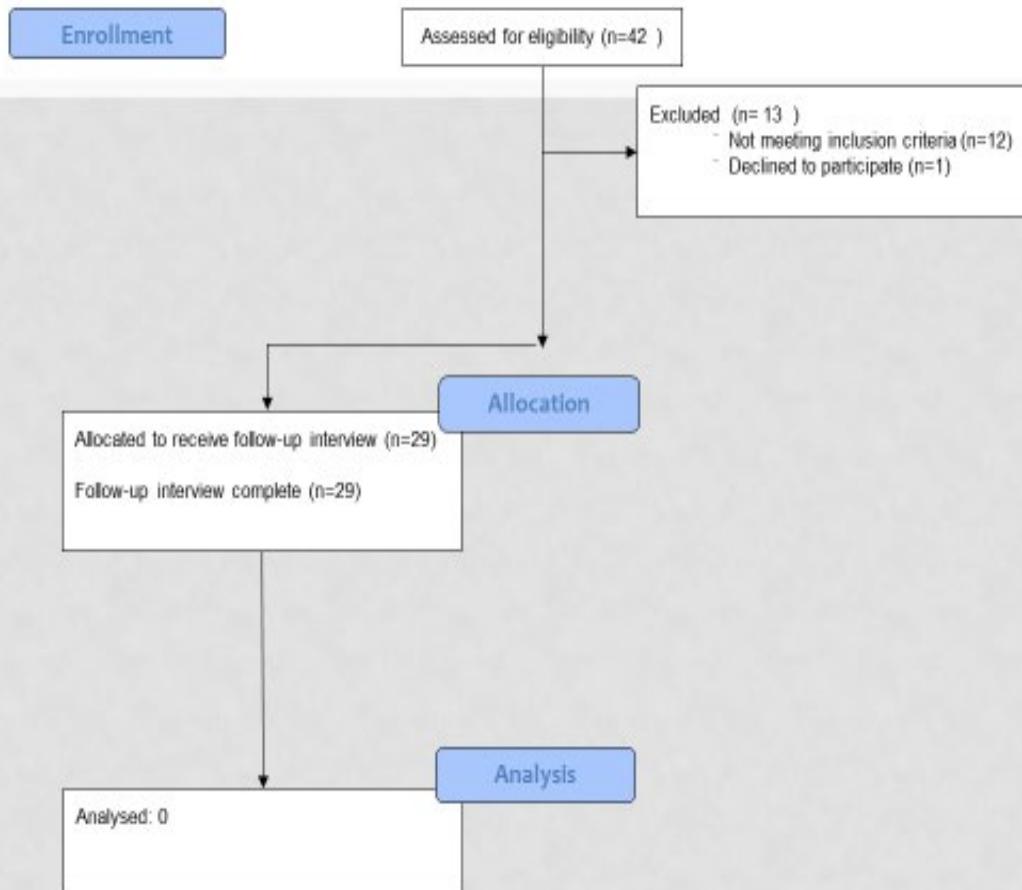 Enrollment
Assessed for eligibility (n=42 )
Excluded (n= 13 )
Not meeting inclusion criteria (n=12)
Declined to participate (n=1)
Allocation
Allocated to receive follow-up interview (n=29)
Follow-up interview complete (n=29)
Analysis
Analysed: 0